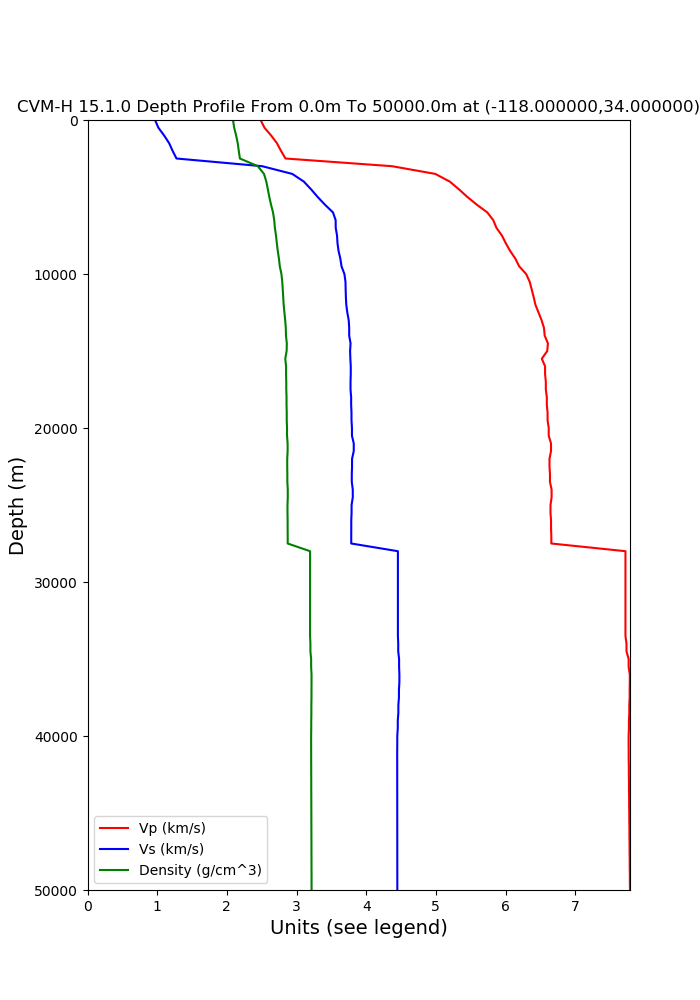 CVM-H 15.1.0 Depth Profile From 0.0m To 50000.0m at (-118.000000,34.000000)
0
10000
20000
30000
40000
50000
Depth (m)
Vp (km/s)
Vs (km/s)
Density (g/cm^3)
0 1 2 3 4 5 6 7
Units (see legend)